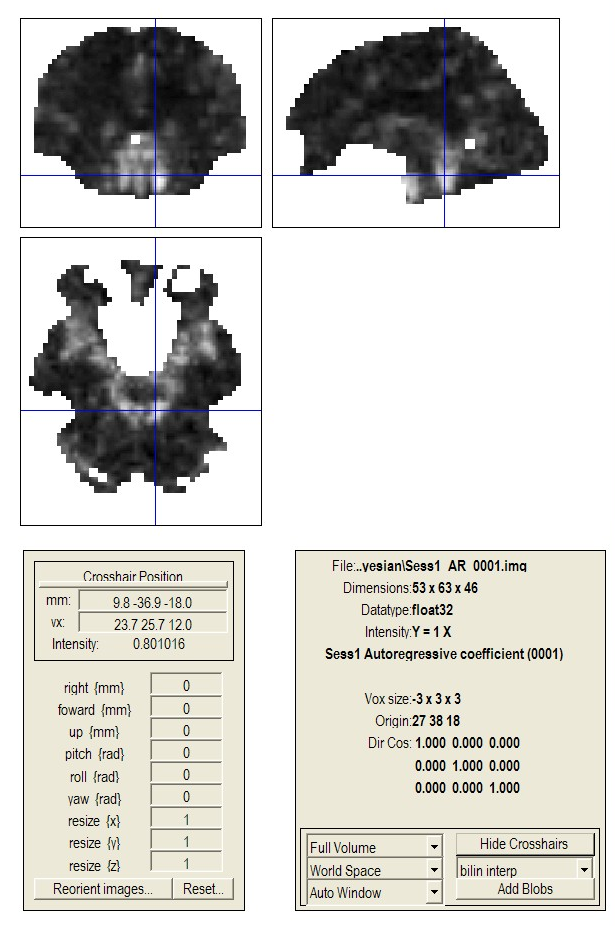 Crosshair Position
mm: 9.8 -36.9 -18.0
vx: 23.7 25.7 12.0
Intensity: 0.801016
right {mm} 0
foward {mm} 0
up {mm} 0
pitch {rad} 0
roll {rad} 0
yaw {rad} 0
resize {x} 1
resize {y} 1
resize {z} 1
Reorient images... Reset...
File:..yesian\Sess1_AR_0001.img
Dimensions:53 x 63 x 46
Datatype:float32
Intensity:Y = 1 X
Sess1 Autoregressive coefficient (0001)
Vox size:-3 x 3 x 3
Origin:27 38 18
Dir Cos: 1.000 0.000 0.000
0.000 1.000 0.000
0.000 0.000 1.000
Full Volume Hide Crosshairs
World Space bilin interp
Auto Window Add Blobs